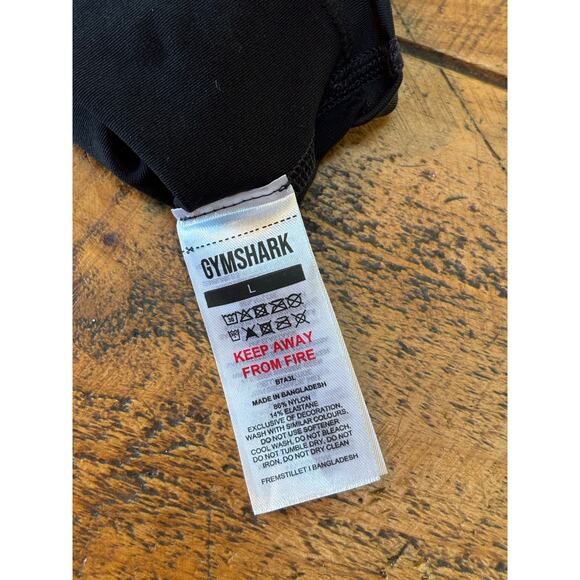 GYMSHARK
L
KEEP AWAY
FROM FIRE
B7A3L
MADE IN BANGLADESH
86% NYLON
14% ELASTANE
EXCLUSIVE OF DECORATION.
WASH WITH SIMILAR COLOURS.
DO NOT USE SOFTENER.
COOL WASH, DO NOT BLEACH.
DO NOT TUMBLE DRY. DO NOT
IRON, DO NOT DRY CLEAN
FREMSTILLET I BANGLADESH